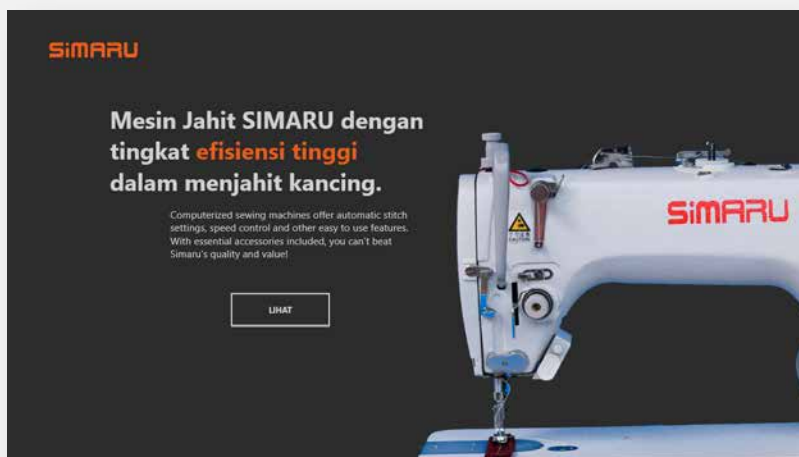 SiMARU
Mesin Jahit SIMARU dengan
tingkat efisiensi tinggi
dalam menjahit kancing.
Computerized sewing machines offer automatic stitch
settings, speed control and other easy to use features.
With essential accessories included, you can't beat
Simaru's quality and value!
LIHAT
SiMARU
CAUTION